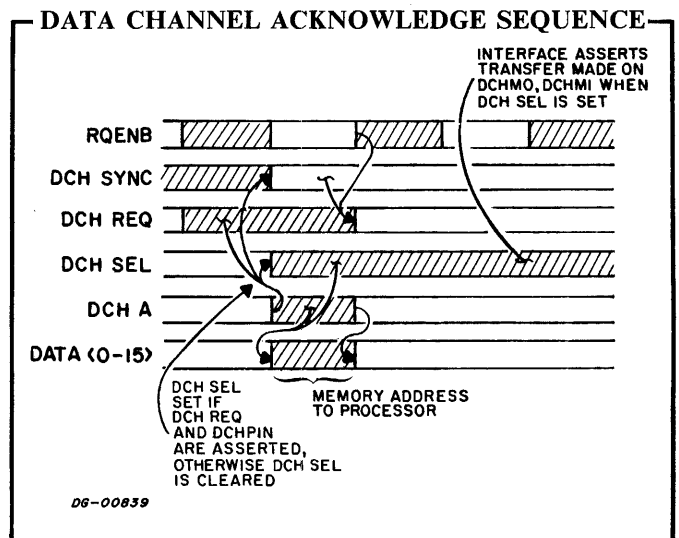 DATA CHANNEL ACKNOWLEDGE SEQUENCE
INTERFACE ASSERTS
TRANSFER MADE ON
DCHMO, DCHMI WHEN
DCH SEL IS SET
RQENB
DCH SYNC
DCH REQ
DCH SEL
DCH A
DATA ⟨0-15⟩
DCH SEL
SET IF
DCH REQ
AND DCHPIN
ARE ASSERTED,
OTHERWISE DCH SEL
IS CLEARED
MEMORY ADDRESS
TO PROCESSOR
DG-00839